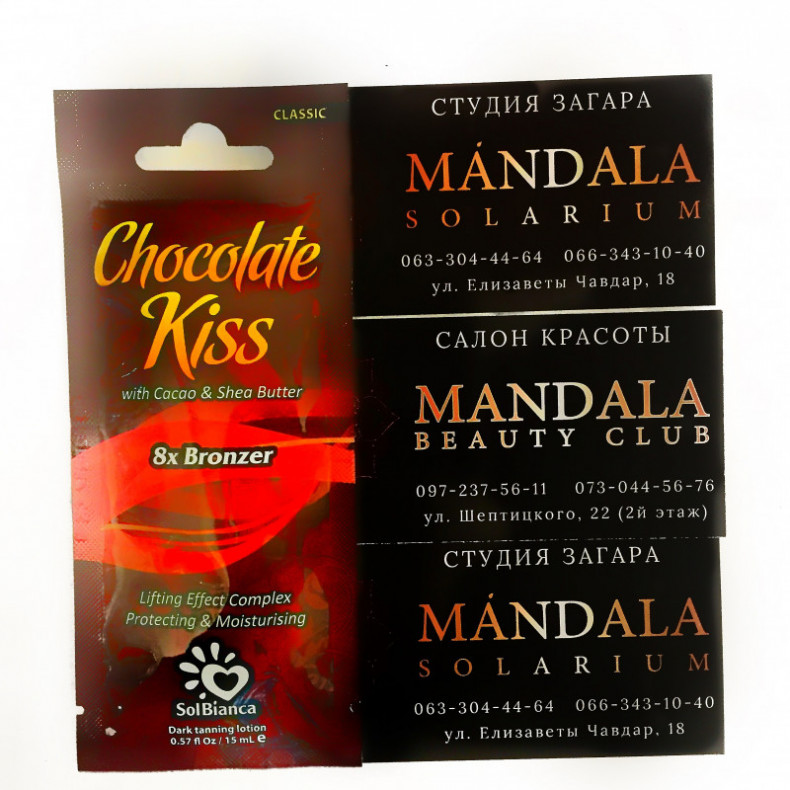 CLASSIC
Chocolate
Kiss
with Cacao & Shea Butter
8x Bronzer
Lifting Effect Complex
Protecting & Moisturising
SolBianca
Dark tanning lotion
0.57 fl Oz / 15 mL e
СТУДИЯ ЗАГАРА
MÁNDALA
SOLARIUM
063-304-44-64 066-343-10-40
ул. Елизаветы Чавдар, 18
САЛОН КРАСОТЫ
MANDALA
BEAUTY CLUB
097-237-56-11 073-044-56-76
ул. Шептицкого, 22 (2й этаж)
СТУДИЯ ЗАГАРА
MÁNDALA
SOLARIUM
063-304-44-64 066-343-10-40
ул. Елизаветы Чавдар, 18